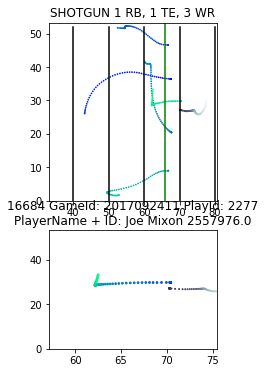 SHOTGUN 1 RB, 1 TE, 3 WR
50
40
30
20
10
0
40 50 60 70 80
16684 GameId: 2017092411 PlayId: 2277
PlayerName + ID: Joe Mixon 2557976.0
40
20
0
60 65 70 75